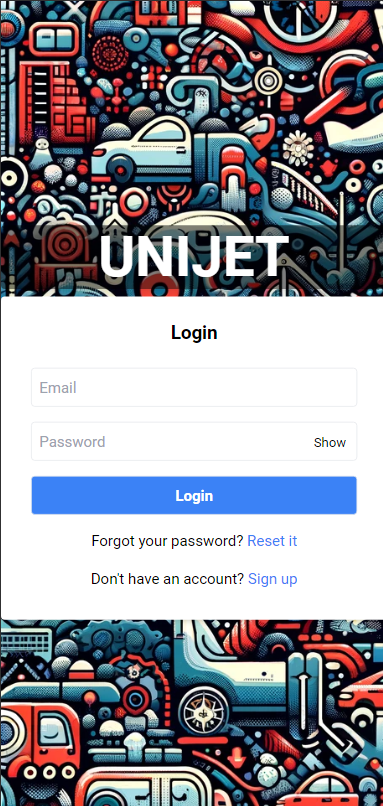 UNIJET
Login
Email
Password Show
Login
Forgot your password? Reset it
Don't have an account? Sign up